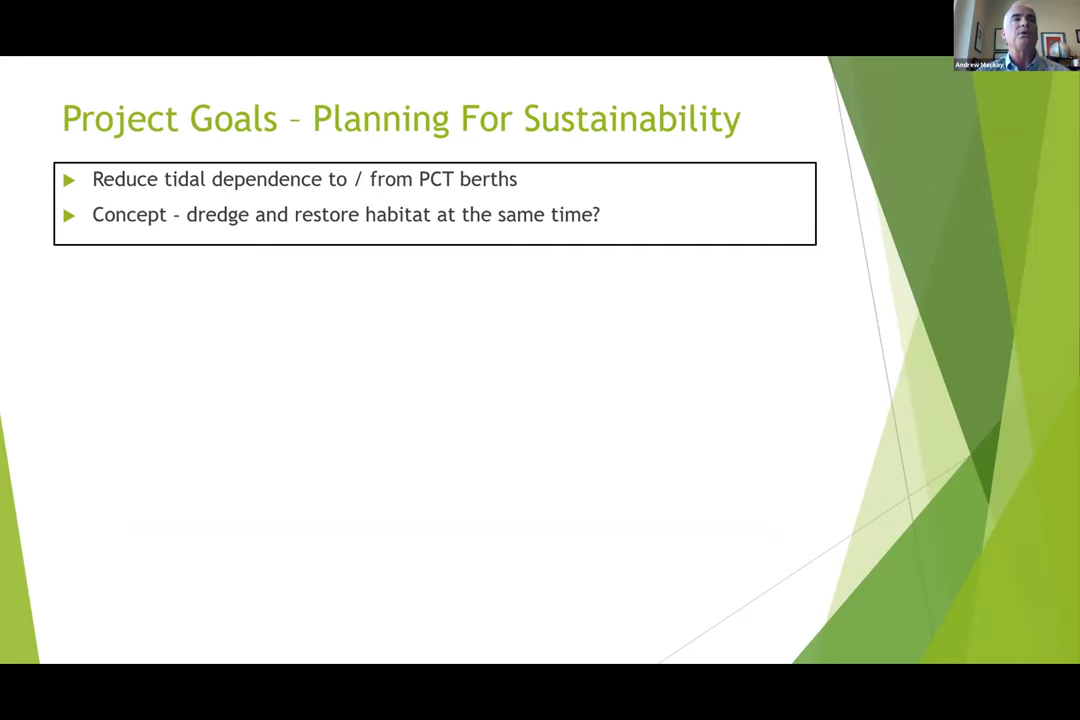 Andrew Mackay
Project Goals – Planning For Sustainability
Reduce tidal dependence to / from PCT berths
Concept – dredge and restore habitat at the same time?